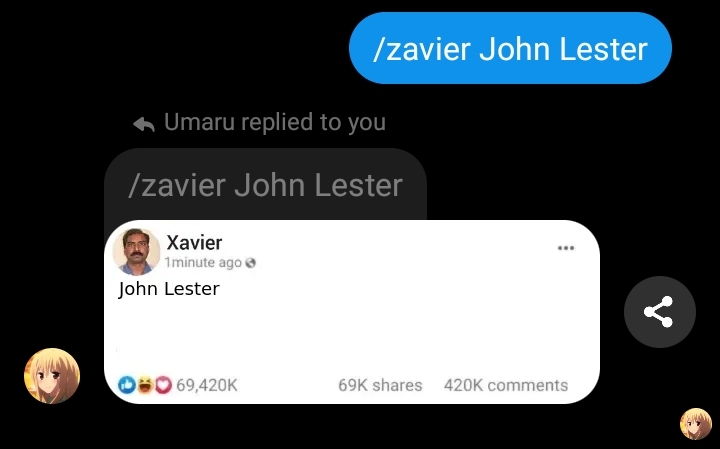 /zavier John Lester
Umaru replied to you
/zavier John Lester
Xavier
1minute ago
John Lester
69,420K 69K shares 420K comments